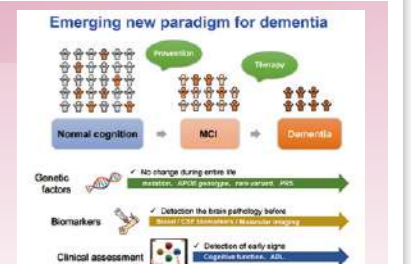 Emerging new paradigm for dementia
Prevention
Therapy
Normal cognition
MCI
Dementia
Genetic factors
✓ No change during entire life
mutation, APOE genotype, rare variant, PRS
Biomarkers
✓ Detection the brain pathology before
Blood / CSF biomarkers / Molecular imaging
Clinical assessment
✓ Detection of early signs
Cognitive function, ADL